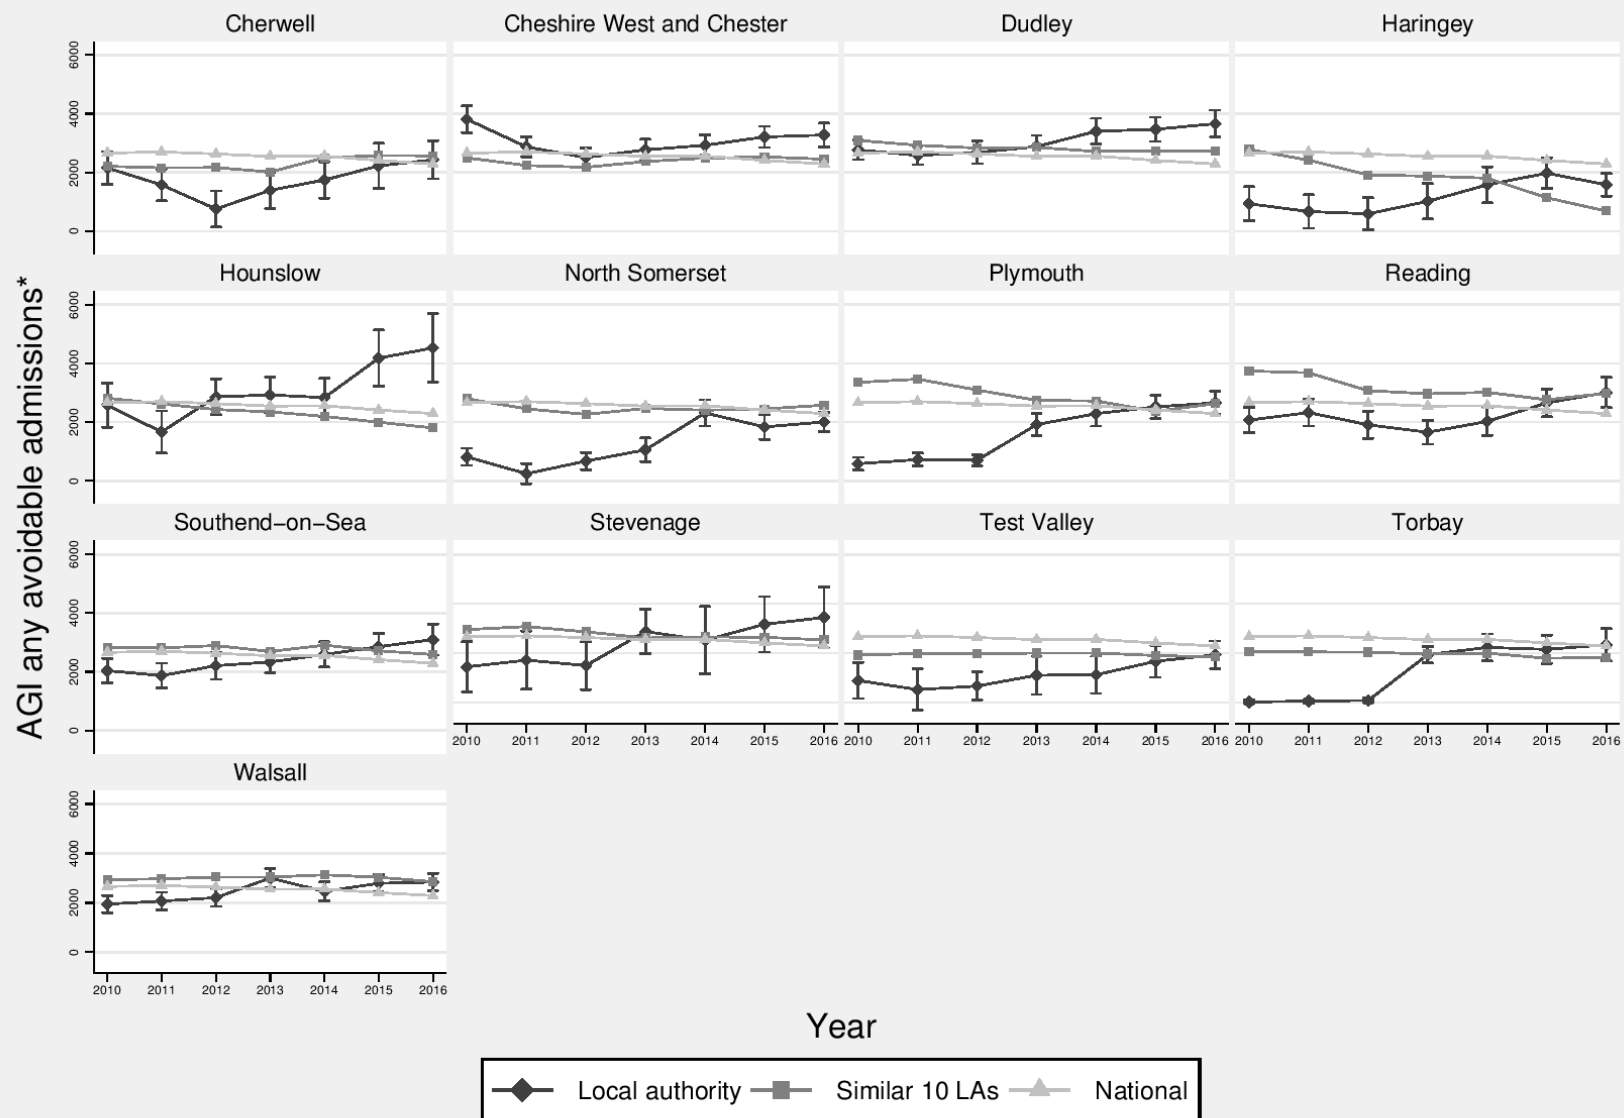 Cherwell Cheshire West and Chester Dudley Haringey
6000
4000
2000
0
Hounslow North Somerset Plymouth Reading
6000
4000
2000
0
AGI any avoidable admissions*
Southend−on−Sea Stevenage Test Valley Torbay
6000
4000
2000
0
2010 2011 2012 2013 2014 2015 2016 2010 2011 2012 2013 2014 2015 2016 2010 2011 2012 2013 2014 2015 2016
Walsall
6000
4000
2000
0
2010 2011 2012 2013 2014 2015 2016
Year
Local authority Similar 10 LAs National